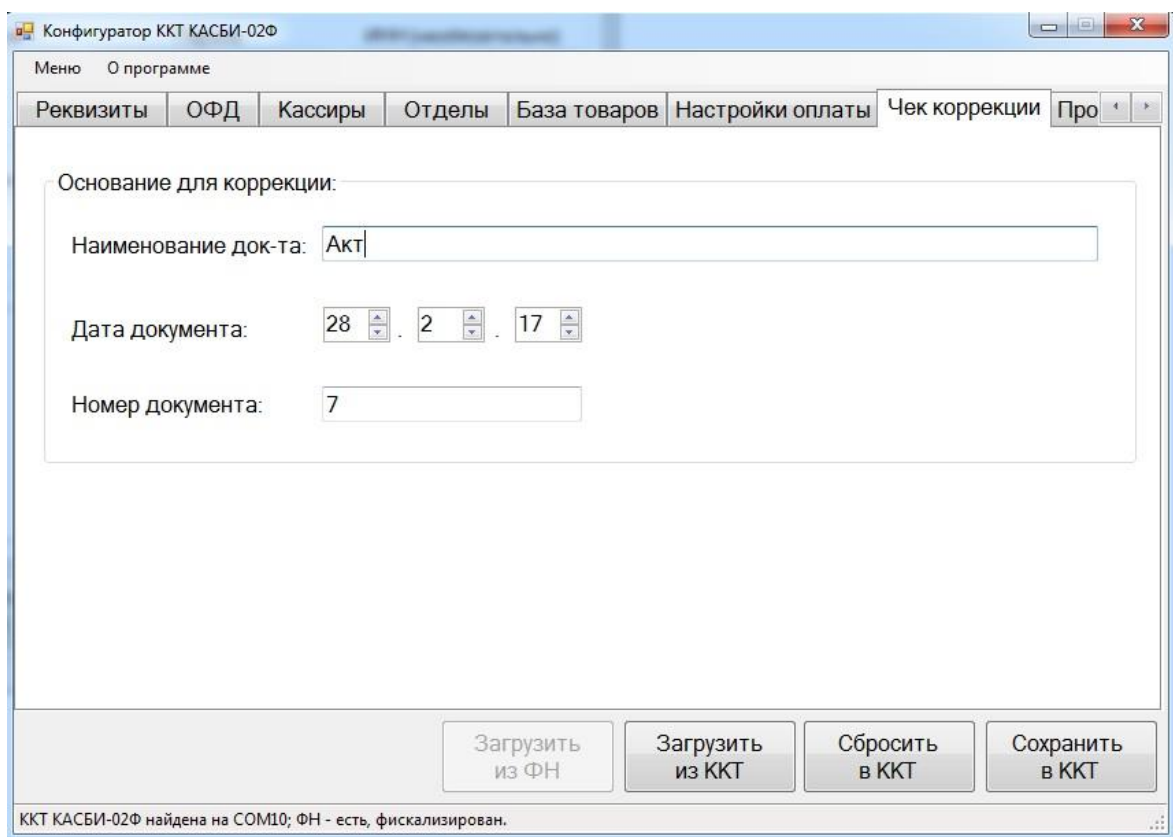 Конфигуратор ККТ КАСБИ-02Ф
Меню О программе
Реквизиты ОФД Кассиры Отделы База товаров Настройки оплаты Чек коррекции Про
Основание для коррекции:
Наименование док-та: Акт
Дата документа: 28 . 2 . 17
Номер документа: 7
Загрузить из ФН
Загрузить из ККТ
Сбросить в ККТ
Сохранить в ККТ
ККТ КАСБИ-02Ф найдена на COM10; ФН - есть, фискализирован.